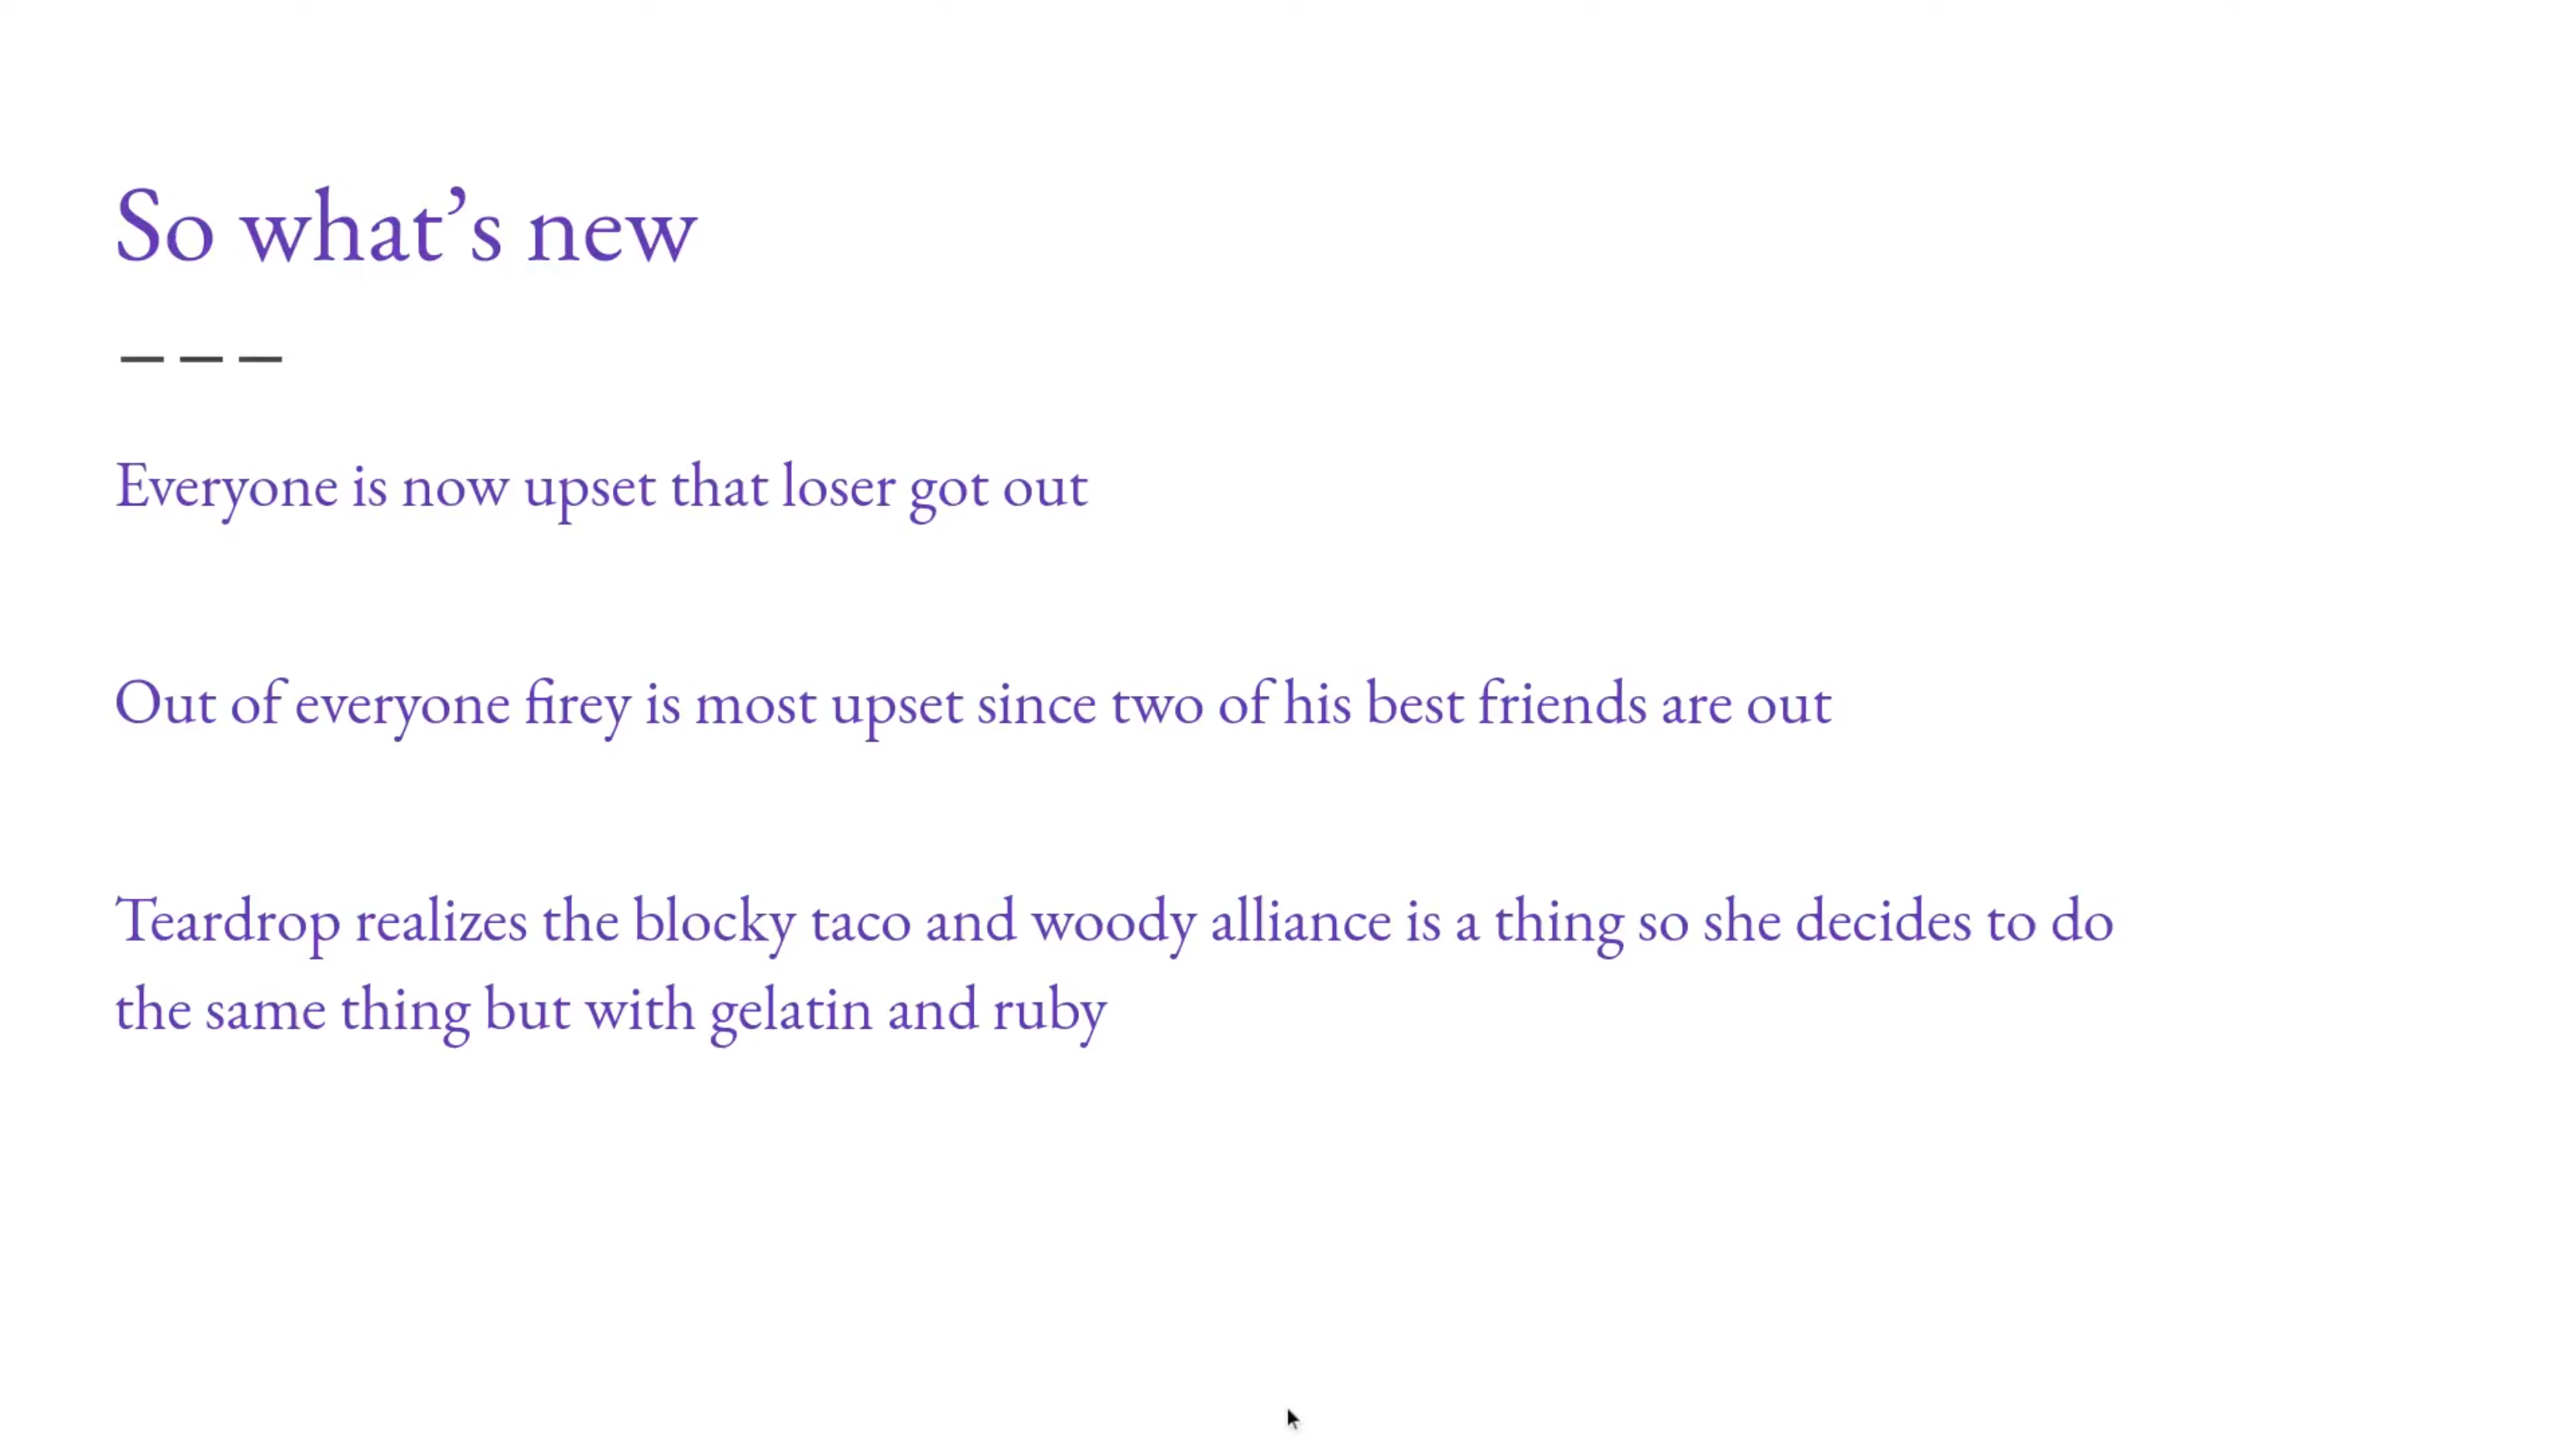 So what’s new
Everyone is now upset that loser got out
Out of everyone firey is most upset since two of his best friends are out
Teardrop realizes the blocky taco and woody alliance is a thing so she decides to do
the same thing but with gelatin and ruby